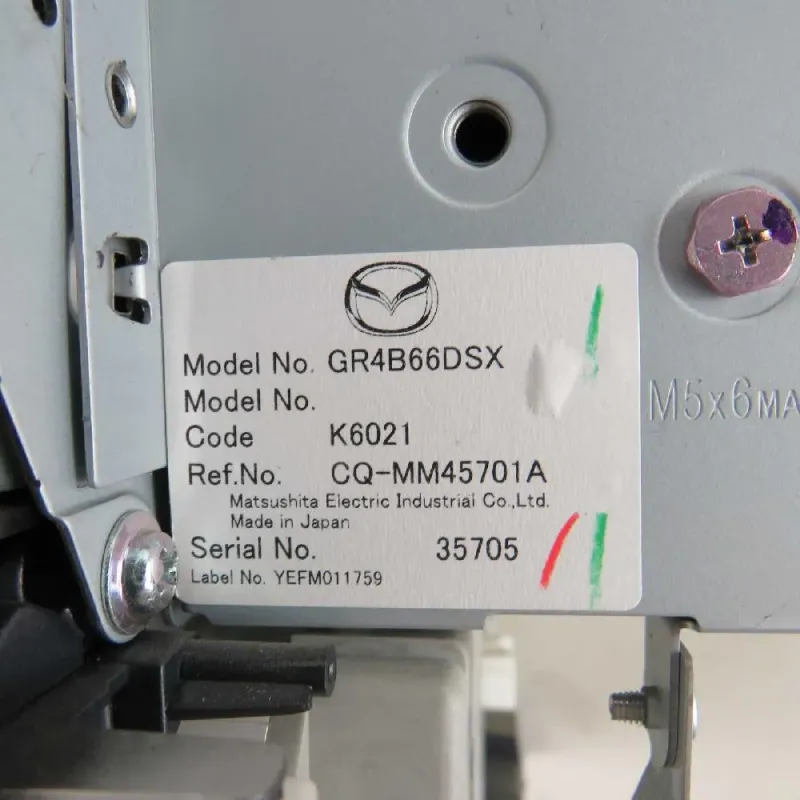 Model No. GR4B66DSX
Model No.
Code K6021
Ref.No. CQ-MM45701A
Matsushita Electric Industrial Co.,Ltd.
Made in Japan
Serial No. 35705
Label No. YEFM011759
M5x6MA